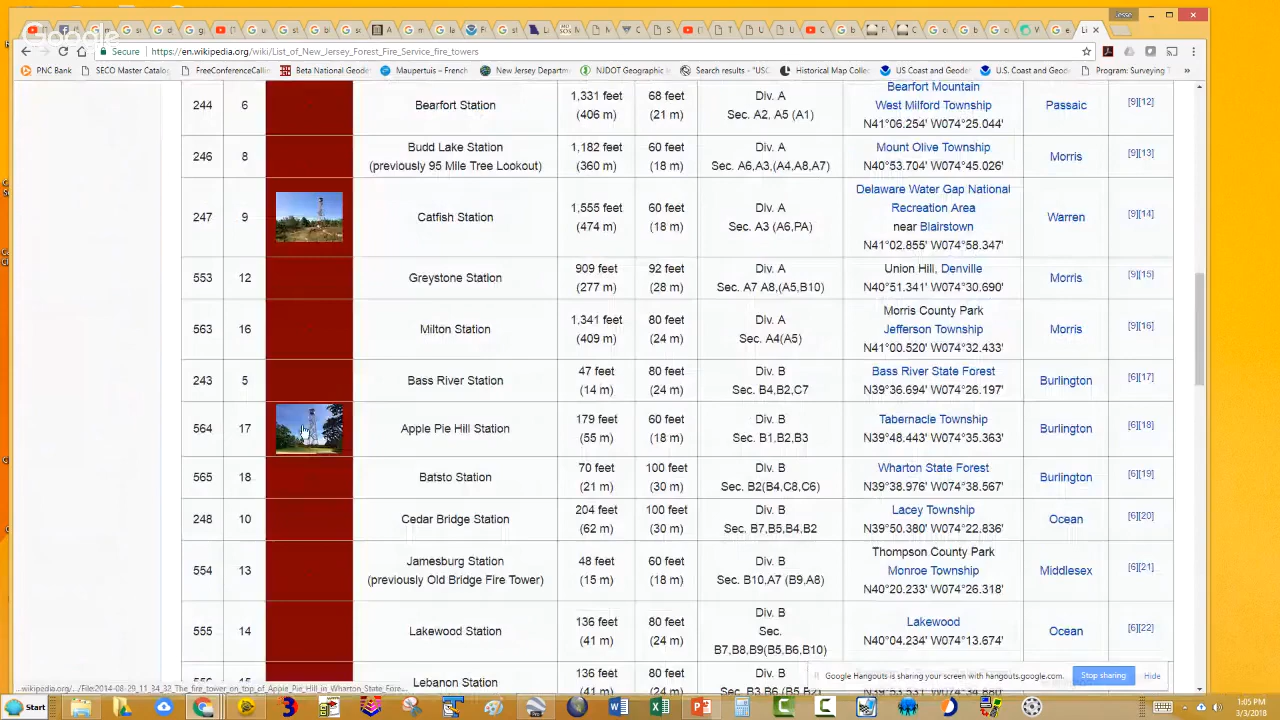 Google
Jesse
Secure
https://en.wikipedia.org/wiki/List_of_New_Jersey_Forest_Fire_Service_fire_towers
PNC Bank SECO Master Catalog FreeConferenceCall Beta National Geode Maupertuis – French New Jersey Department NJDOT Geographic I Search results - "USC Historical Map Collec US Coast and Geode U.S. Coast and Geod Program: Surveying T »
244 6 Bearfort Station 1,331 feet (406 m) 68 feet (21 m) Div. A Sec. A2, A5 (A1) Bearfort Mountain West Milford Township N41°06.254' W074°25.044' Passaic [9][12]
246 8 Budd Lake Station (previously 95 Mile Tree Lookout) 1,182 feet (360 m) 60 feet (18 m) Div. A Sec. A6,A3,(A4,A8,A7) Mount Olive Township N40°53.704' W074°45.026' Morris [9][13]
247 9 Catfish Station 1,555 feet (474 m) 60 feet (18 m) Div. A Sec. A3 (A6,PA) Delaware Water Gap National Recreation Area near Blairstown N41°02.855' W074°58.347' Warren [9][14]
553 12 Greystone Station 909 feet (277 m) 92 feet (28 m) Div. A Sec. A7 A8,(A5,B10) Union Hill, Denville N40°51.341' W074°30.690' Morris [9][15]
563 16 Milton Station 1,341 feet (409 m) 80 feet (24 m) Div. A Sec. A4(A5) Morris County Park Jefferson Township N41°00.520' W074°32.433' Morris [9][16]
243 5 Bass River Station 47 feet (14 m) 80 feet (24 m) Div. B Sec. B4,B2,C7 Bass River State Forest N39°36.694' W074°26.197' Burlington [6][17]
564 17 Apple Pie Hill Station 179 feet (55 m) 60 feet (18 m) Div. B Sec. B1.B2,B3 Tabernacle Township N39°48.443' W074°35.363' Burlington [6][18]
565 18 Batsto Station 70 feet (21 m) 100 feet (30 m) Div. B Sec. B2(B4,C8,C6) Wharton State Forest N39°38.976' W074°38.567' Burlington [6][19]
248 10 Cedar Bridge Station 204 feet (62 m) 100 feet (30 m) Div. B Sec. B7,B5,B4,B2 Lacey Township N39°50.380' W074°22.836' Ocean [6][20]
554 13 Jamesburg Station (previously Old Bridge Fire Tower) 48 feet (15 m) 60 feet (18 m) Div. B Sec. B10,A7 (B9,A8) Thompson County Park Monroe Township N40°20.233' W074°26.318' Middlesex [6][21]
555 14 Lakewood Station 136 feet (41 m) 80 feet (24 m) Div. B Sec. B7,B8,B9(B5,B6,B10) Lakewood N40°04.234' W074°13.674' Ocean [6][22]
Lebanon Station 136 feet 80 feet Div. B
Google Hangouts is sharing your screen with hangouts.google.com. Stop sharing Hide
...wikipedia.org/.../File:2014-08-29_11_34_32_The_fire_tower_on_top_of_Apple_Pie_Hill_in_Wharton_State_Fore...
Start
1:05 PM
3/3/2018